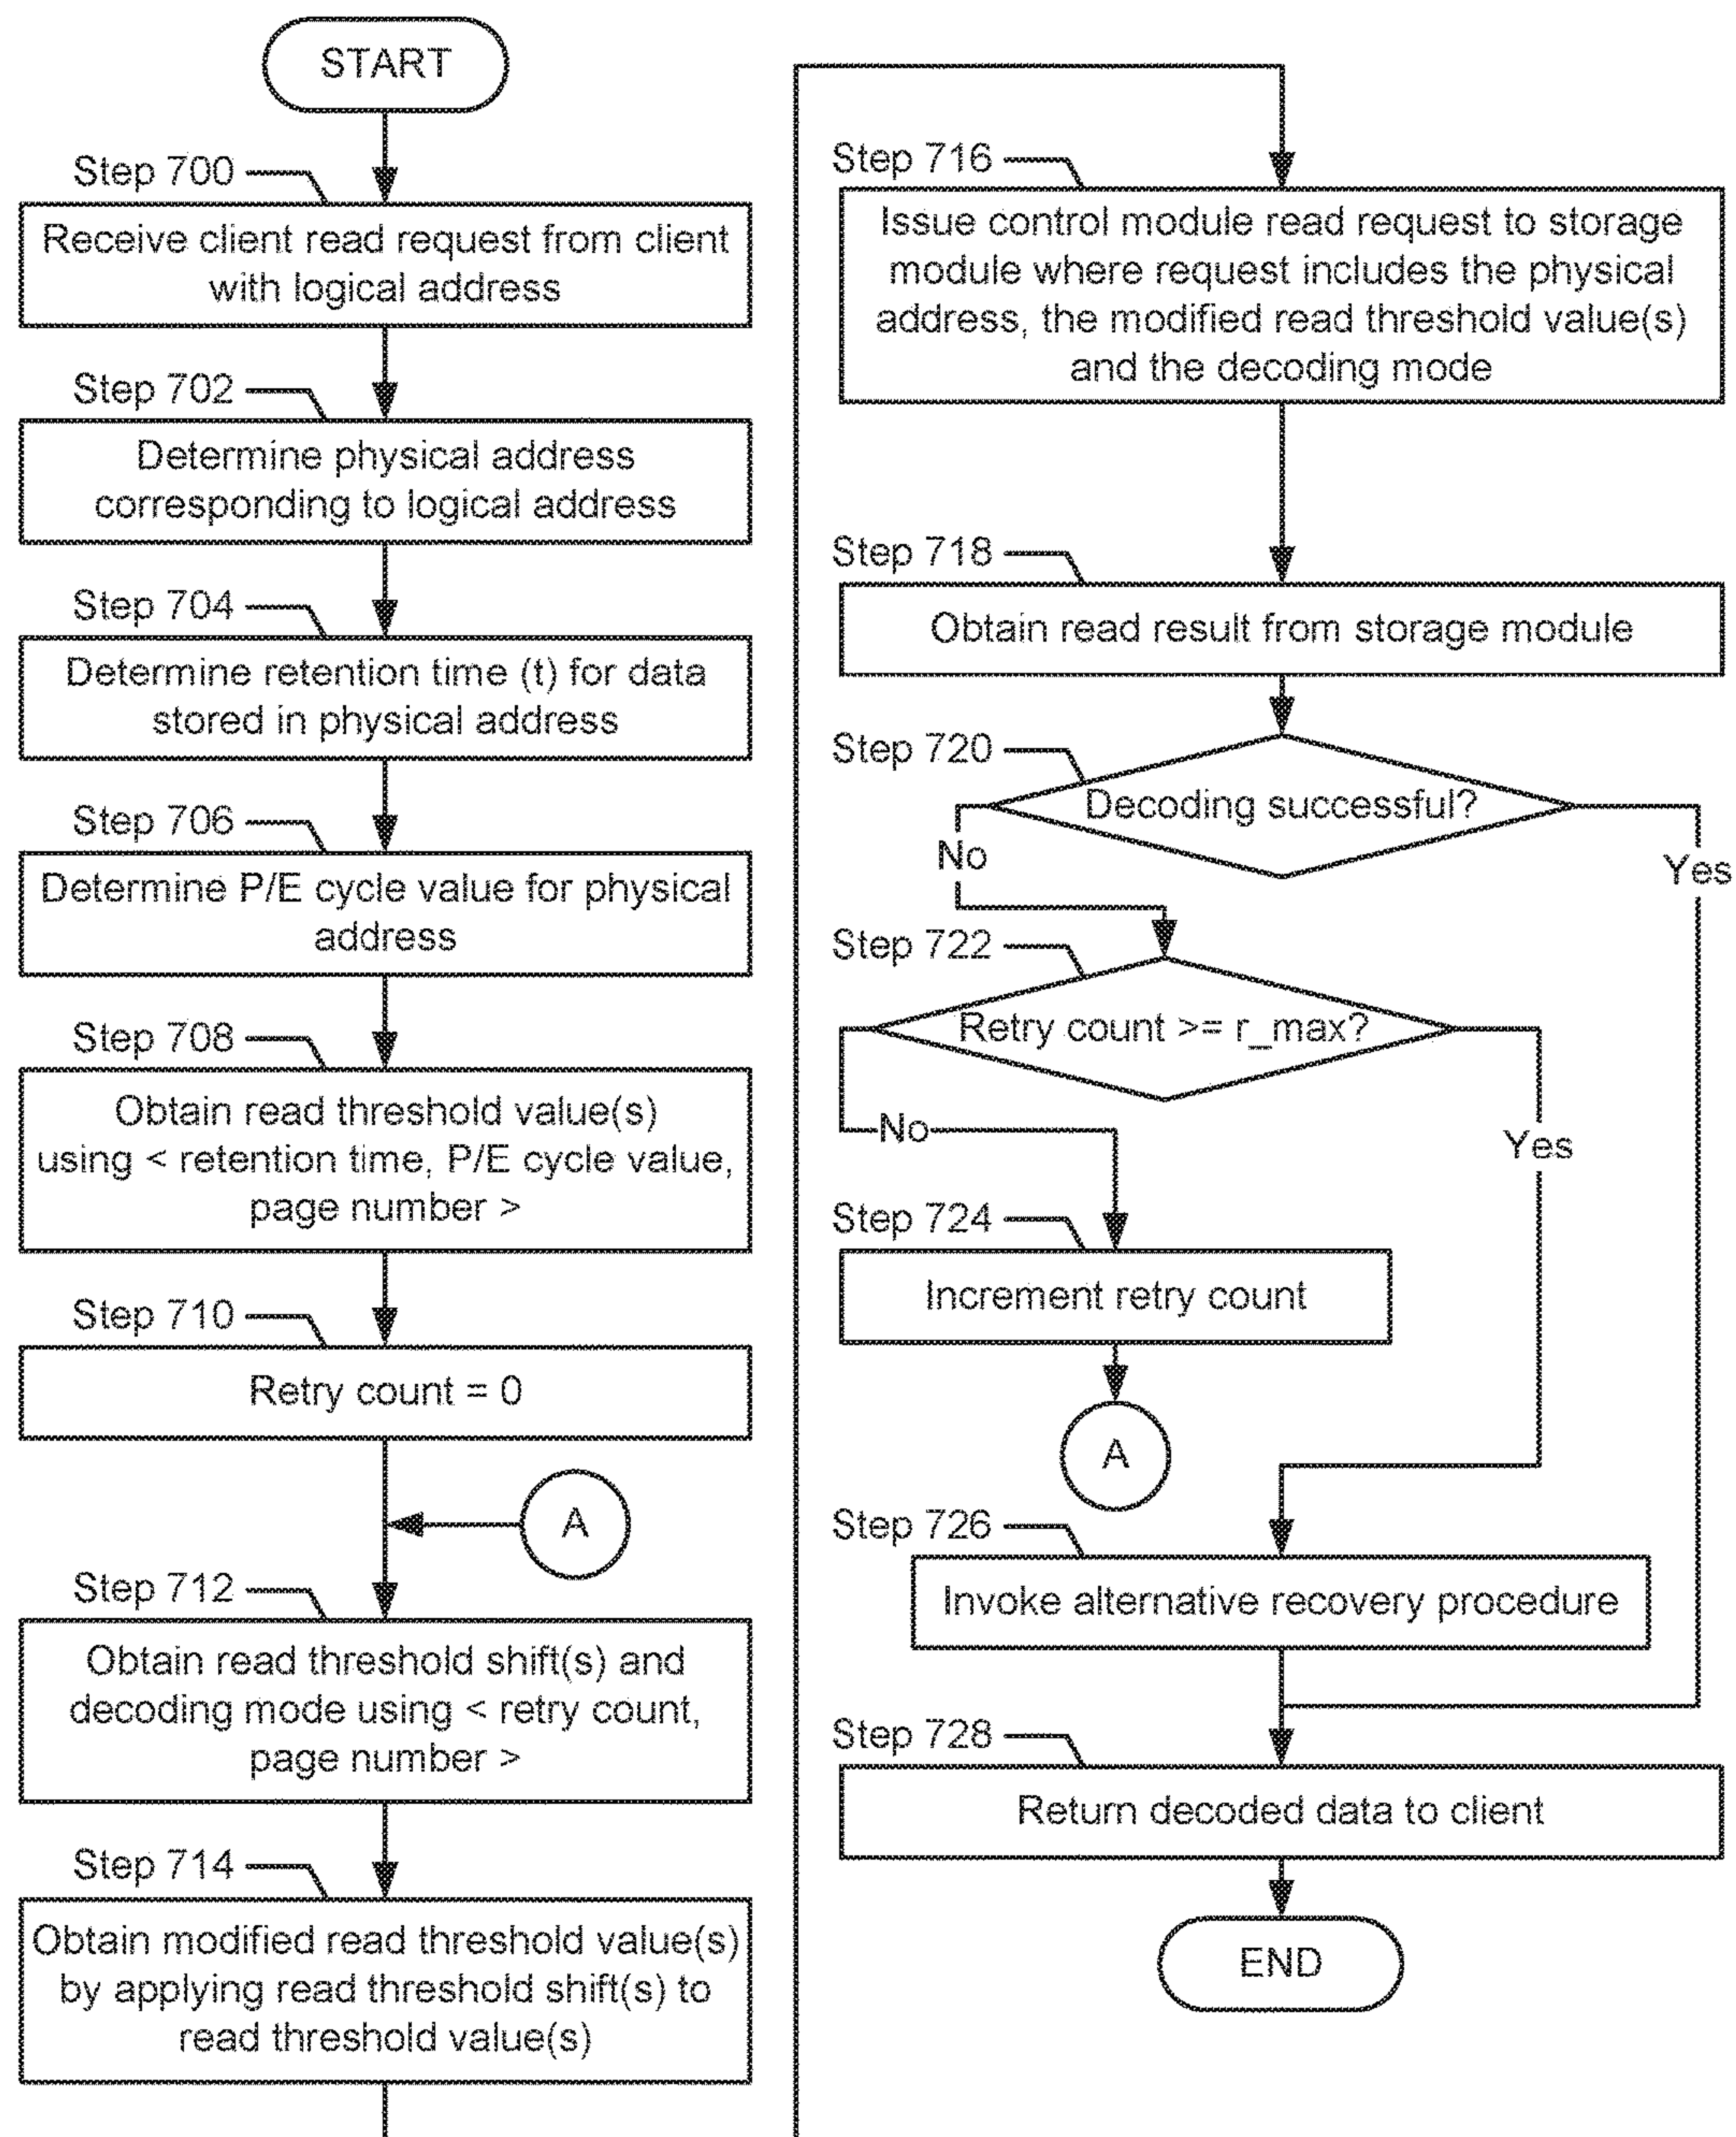 START
Step 700
Receive client read request from client
with logical address
Step 702
Determine physical address
corresponding to logical address
Step 704
Determine retention time (t) for data
stored in physical address
Step 706
Determine P/E cycle value for physical
address
Step 708
Obtain read threshold value(s)
using < retention time, P/E cycle value,
page number >
Step 710
Retry count = 0
A
Step 712
Obtain read threshold shift(s) and
decoding mode using < retry count,
page number >
Step 714
Obtain modified read threshold value(s)
by applying read threshold shift(s) to
read threshold value(s)
Step 716
Issue control module read request to storage
module where request includes the physical
address, the modified read threshold value(s)
and the decoding mode
Step 718
Obtain read result from storage module
Step 720
Decoding successful?
No
Yes
Step 722
Retry count >= r_max?
No
Yes
Step 724
Increment retry count
A
Step 726
Invoke alternative recovery procedure
Step 728
Return decoded data to client
END